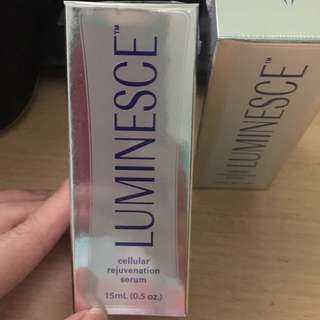 LUMINESCE™
cellular
rejuvenation
serum
15mL (0.5 oz.)
LUMINESCE™